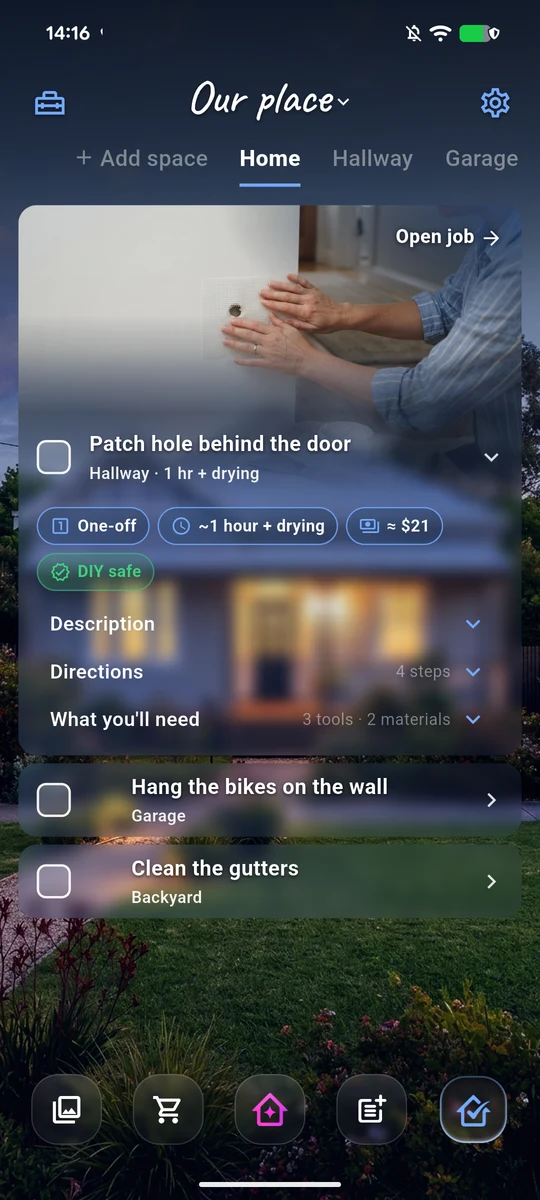 14:16
Our place
+ Add space Home Hallway Garage
Open job →
Patch hole behind the door
Hallway · 1 hr + drying
1 One-off ~1 hour + drying ≈ $21
DIY safe
Description
Directions 4 steps
What you'll need 3 tools · 2 materials
Hang the bikes on the wall
Garage
Clean the gutters
Backyard